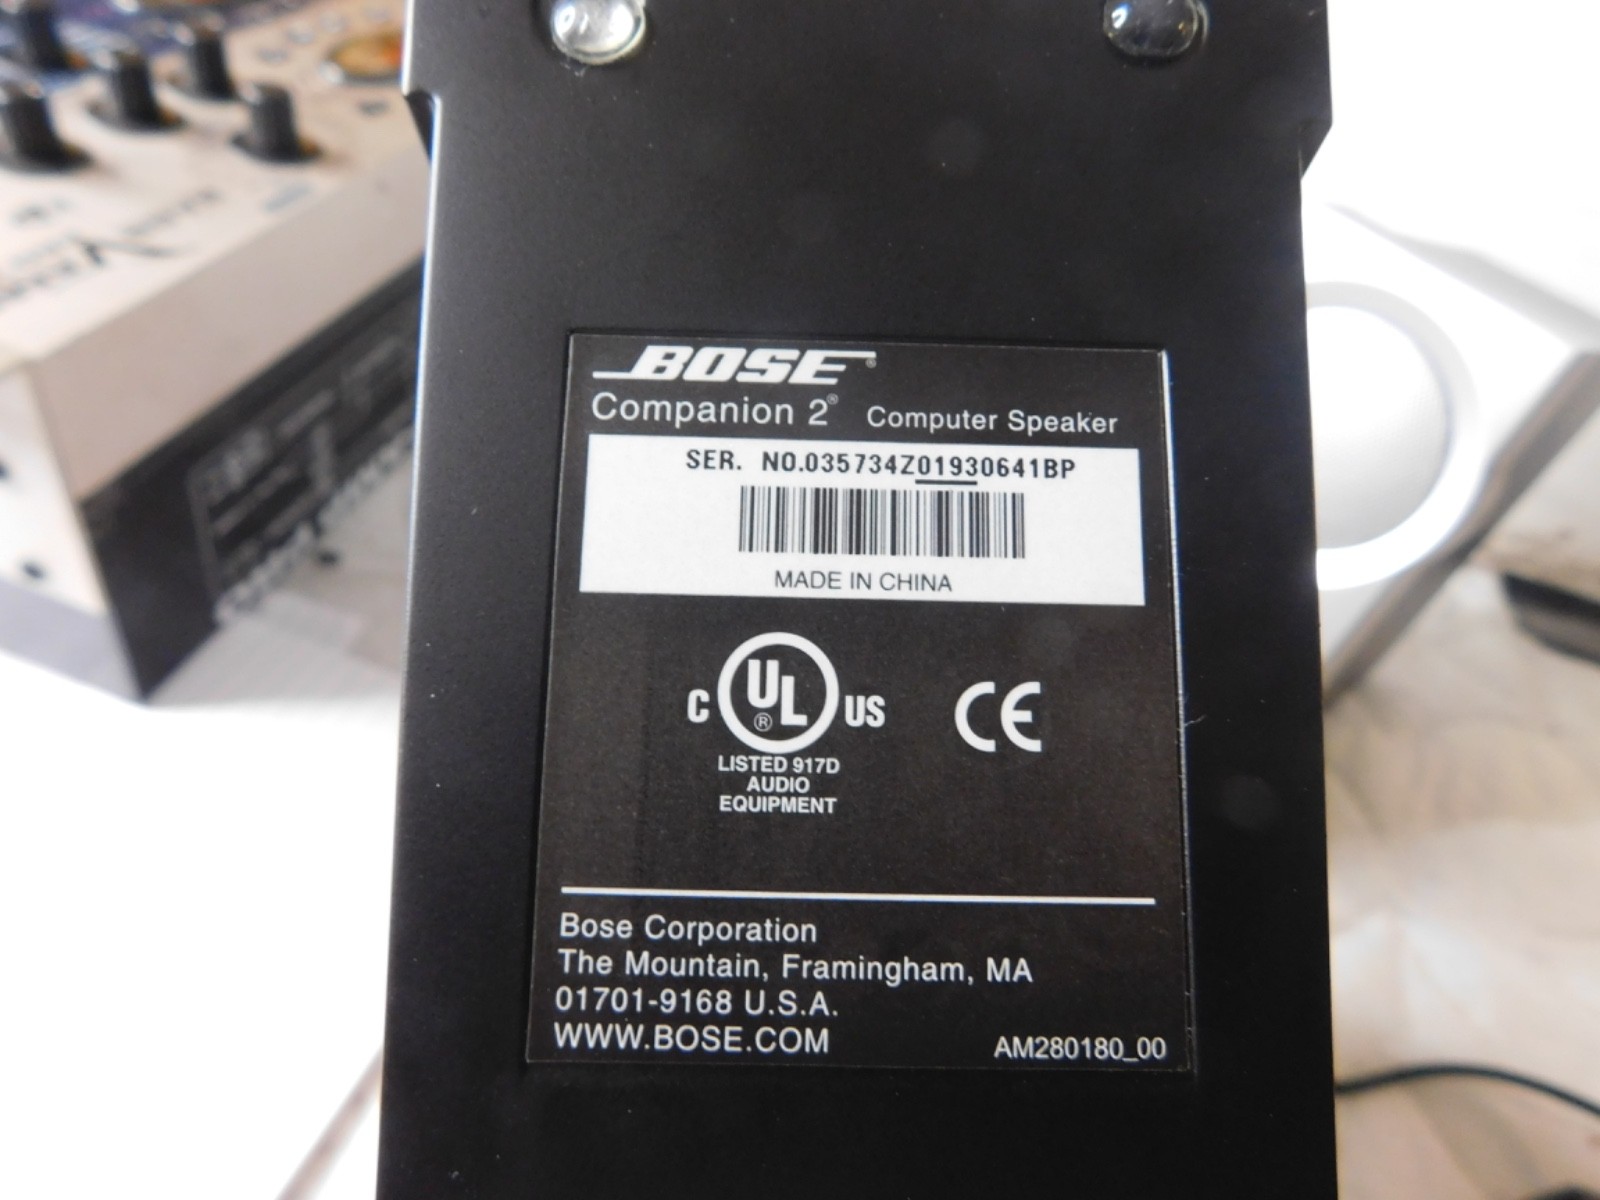 BOSE®
Companion 2® Computer Speaker
SER. NO.035734Z01930641BP
MADE IN CHINA
C UL® US CE
LISTED 917D
AUDIO
EQUIPMENT
Bose Corporation
The Mountain, Framingham, MA
01701-9168 U.S.A.
WWW.BOSE.COM
AM280180_00